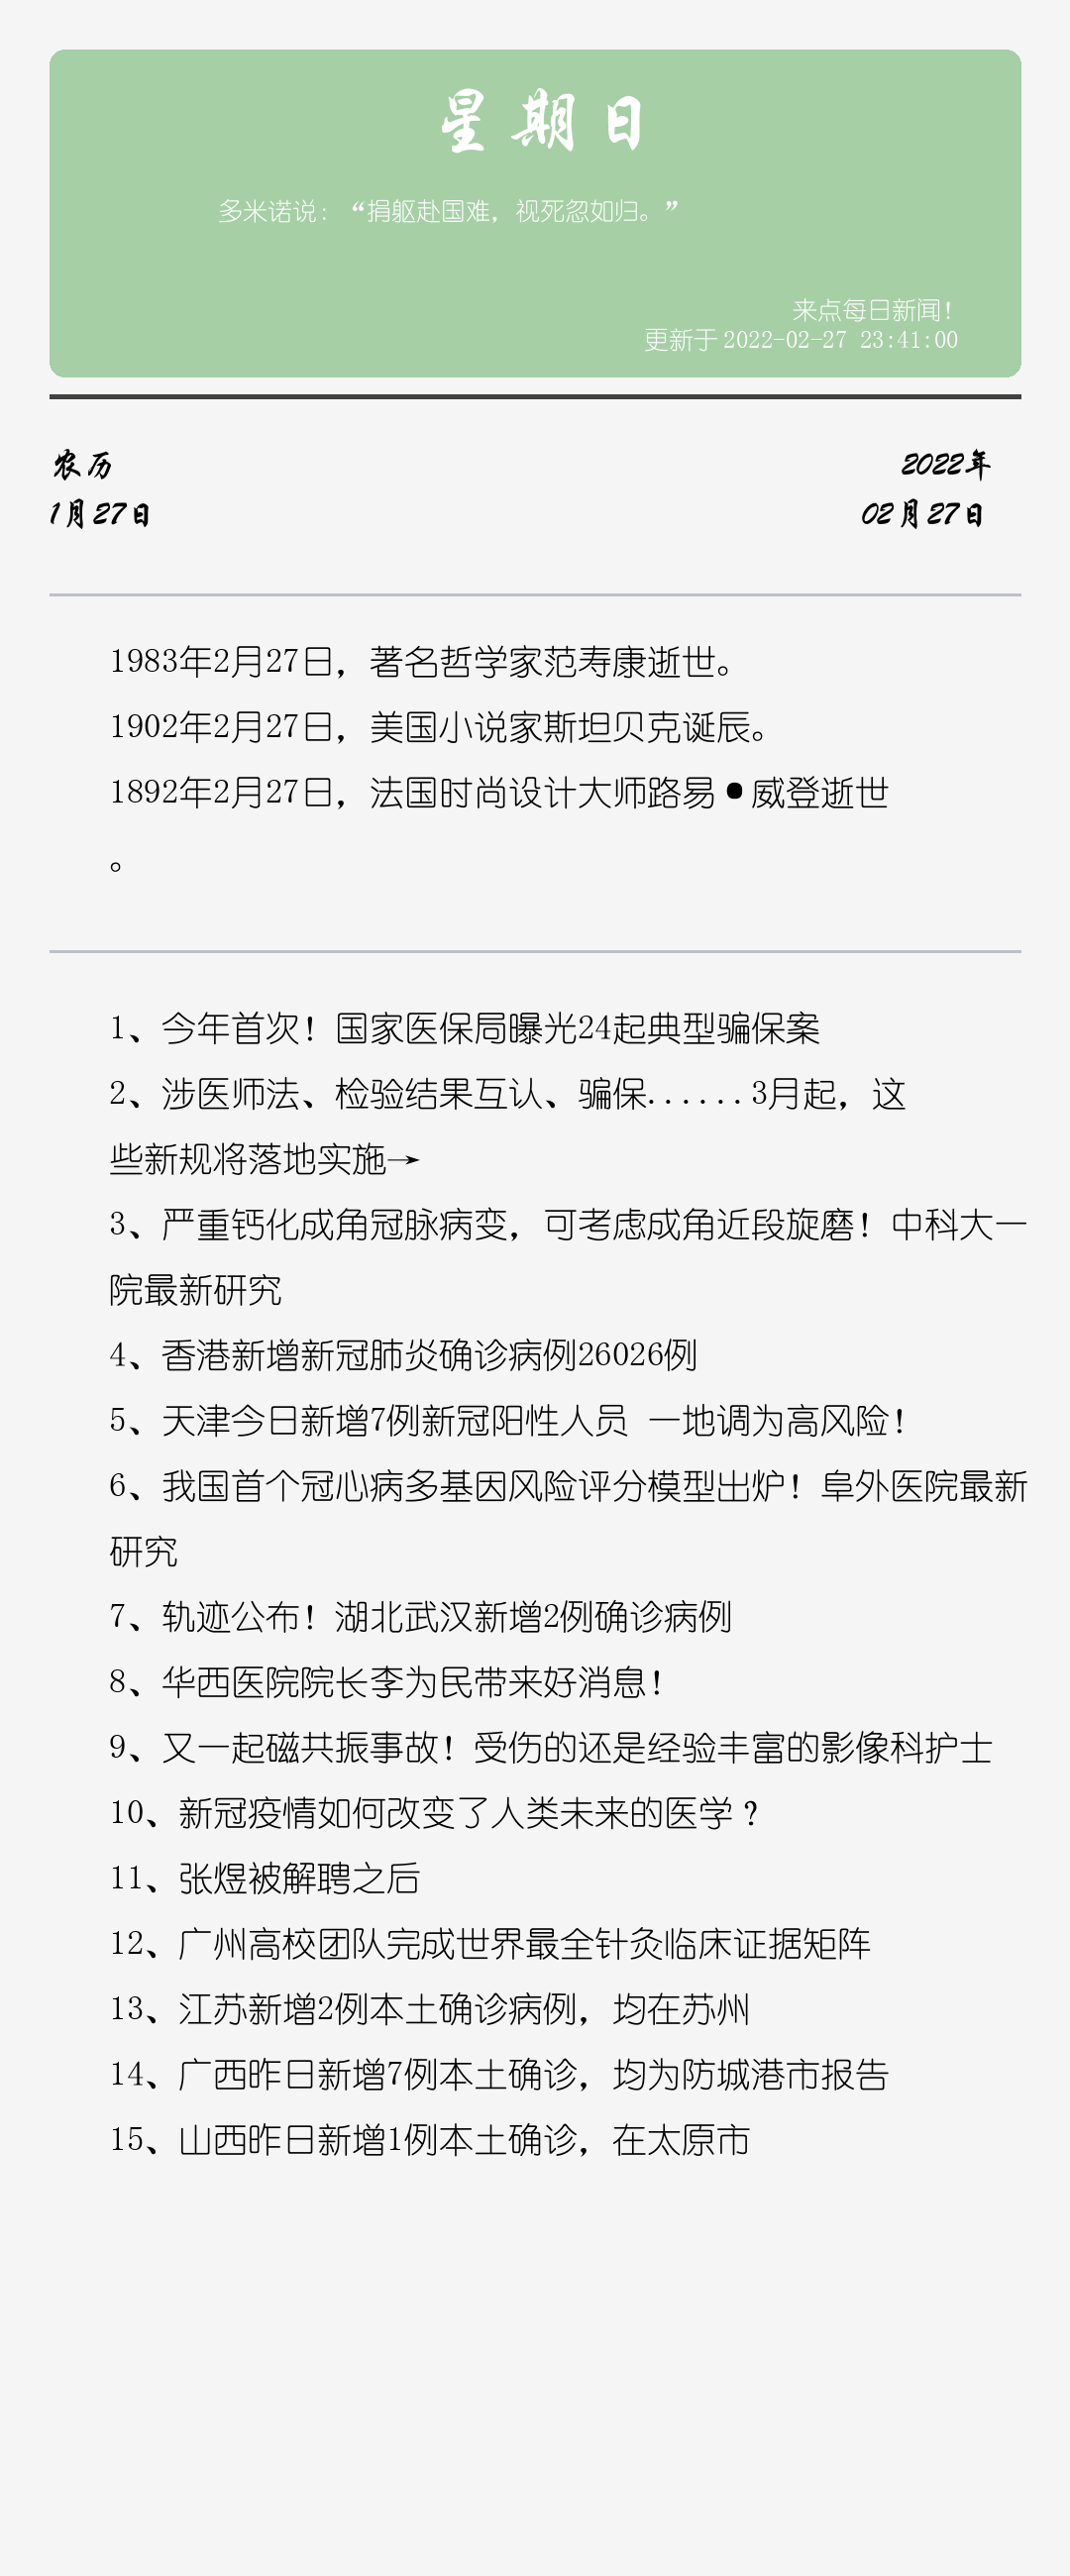 星期日
多米诺说：“捐躯赴国难，视死忽如归。”
来点每日新闻！
更新于 2022-02-27 23:41:00
农历
2022年
1月27日
02月27日
1983年2月27日，著名哲学家范寿康逝世。
1902年2月27日，美国小说家斯坦贝克诞辰。
1892年2月27日，法国时尚设计大师路易●威登逝世
。
1、今年首次！国家医保局曝光24起典型骗保案
2、涉医师法、检验结果互认、骗保......3月起，这
些新规将落地实施→
3、严重钙化成角冠脉病变，可考虑成角近段旋磨！中科大一
院最新研究
4、香港新增新冠肺炎确诊病例26026例
5、天津今日新增7例新冠阳性人员 一地调为高风险！
6、我国首个冠心病多基因风险评分模型出炉！阜外医院最新
研究
7、轨迹公布！湖北武汉新增2例确诊病例
8、华西医院院长李为民带来好消息！
9、又一起磁共振事故！受伤的还是经验丰富的影像科护士
10、新冠疫情如何改变了人类未来的医学？
11、张煜被解聘之后
12、广州高校团队完成世界最全针灸临床证据矩阵
13、江苏新增2例本土确诊病例，均在苏州
14、广西昨日新增7例本土确诊，均为防城港市报告
15、山西昨日新增1例本土确诊，在太原市